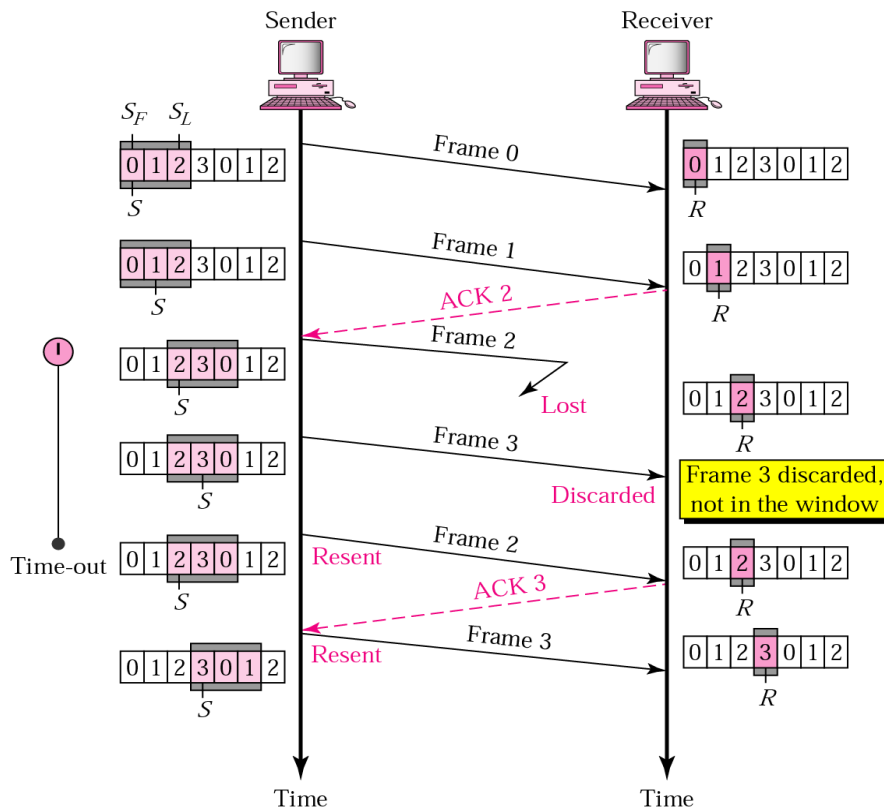 Sender Receiver
S_F S_L
0 1 2 3 0 1 2
S
Frame 0
0 1 2 3 0 1 2
R
0 1 2 3 0 1 2
S
Frame 1
0 1 2 3 0 1 2
R
ACK 2
0 1 2 3 0 1 2
S
Frame 2
Lost
0 1 2 3 0 1 2
R
0 1 2 3 0 1 2
S
Frame 3
Discarded
Frame 3 discarded,
not in the window
Time-out
0 1 2 3 0 1 2
S
Resent
Frame 2
0 1 2 3 0 1 2
R
ACK 3
0 1 2 3 0 1 2
S
Resent
Frame 3
0 1 2 3 0 1 2
R
Time Time